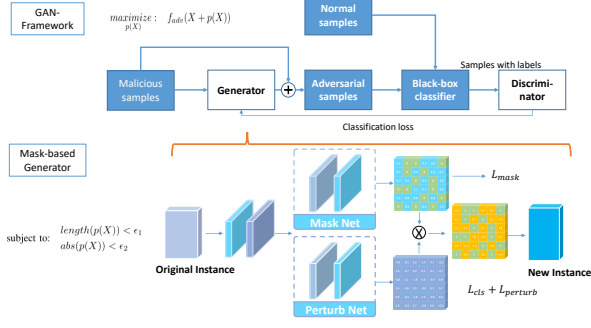 GAN-
Framework
maximize : f_adv(X + p(X))
p(X)
Normal
samples
Samples with labels
Malicious
samples
Generator
+
Adversarial
samples
Black-box
classifier
Discrimi-
nator
Classification loss
Mask-based
Generator
L_mask
Mask Net
subject to:
length(p(X)) < ϵ₁
abs(p(X)) < ϵ₂
Original Instance
⊗
New Instance
L_cls + L_perturb
Perturb Net